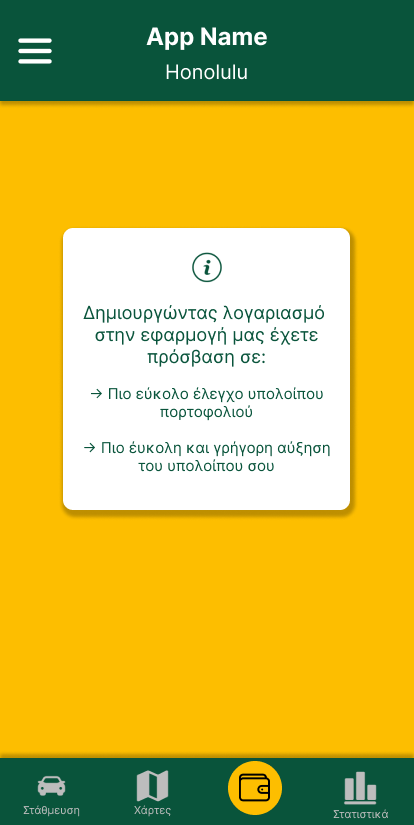 App Name
Honolulu
Δημιουργώντας λογαριασμό
στην εφαρμογή μας έχετε
πρόσβαση σε:
→ Πιο εύκολο έλεγχο υπολοίπου
πορτοφολιού
→ Πιο έυκολη και γρήγορη αύξηση
του υπολοίπου σου
Στάθμευση
Χάρτες
Στατιστικά